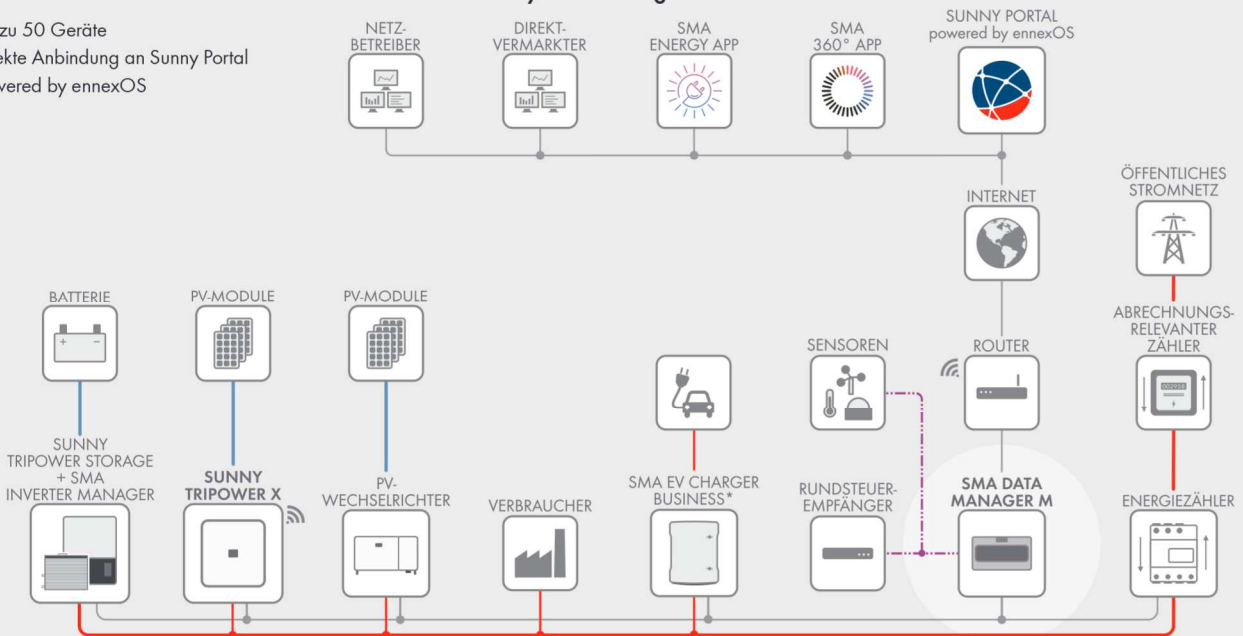 zu 50 Geräte
ekte Anbindung an Sunny Portal
wered by ennexOS
NETZ-
BETREIBER
DIREKT-
VERMARKTER
SMA
ENERGY APP
SMA
360° APP
SUNNY PORTAL
powered by ennexOS
INTERNET
ÖFFENTLICHES
STROMNETZ
BATTERIE
PV-MODULE
PV-MODULE
SENSOREN
ROUTER
ABRECHNUNGS-
RELEVANTER
ZÄHLER
SUNNY
TRIPOWER STORAGE
+ SMA
INVERTER MANAGER
SUNNY
TRIPOWER X
PV-
WECHSELRICHTER
VERBRAUCHER
SMA EV CHARGER
BUSINESS*
RUNDSTEUER-
EMPFÄNGER
SMA DATA
MANAGER M
ENERGIEZÄHLER